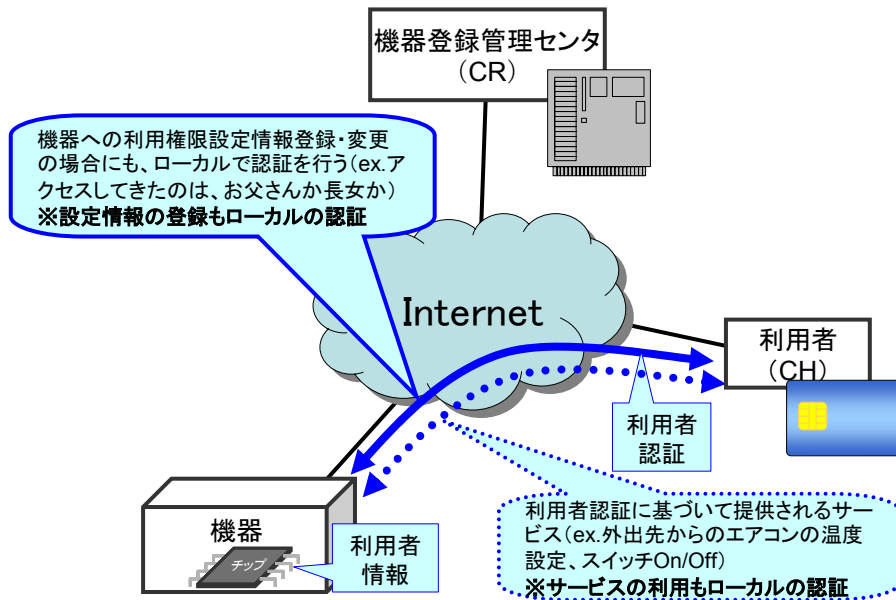 機器登録管理センタ
（CR）
機器への利用権限設定情報登録・変更
の場合にも、ローカルで認証を行う（ex.ア
クセスしてきたのは、お父さんか長女か）
※設定情報の登録もローカルの認証
Internet
利用者
（CH）
利用者
認証
機器
チップ
利用者
情報
利用者認証に基づいて提供されるサー
ビス（ex.外出先からのエアコンの温度
設定、スイッチOn/Off）
※サービスの利用もローカルの認証